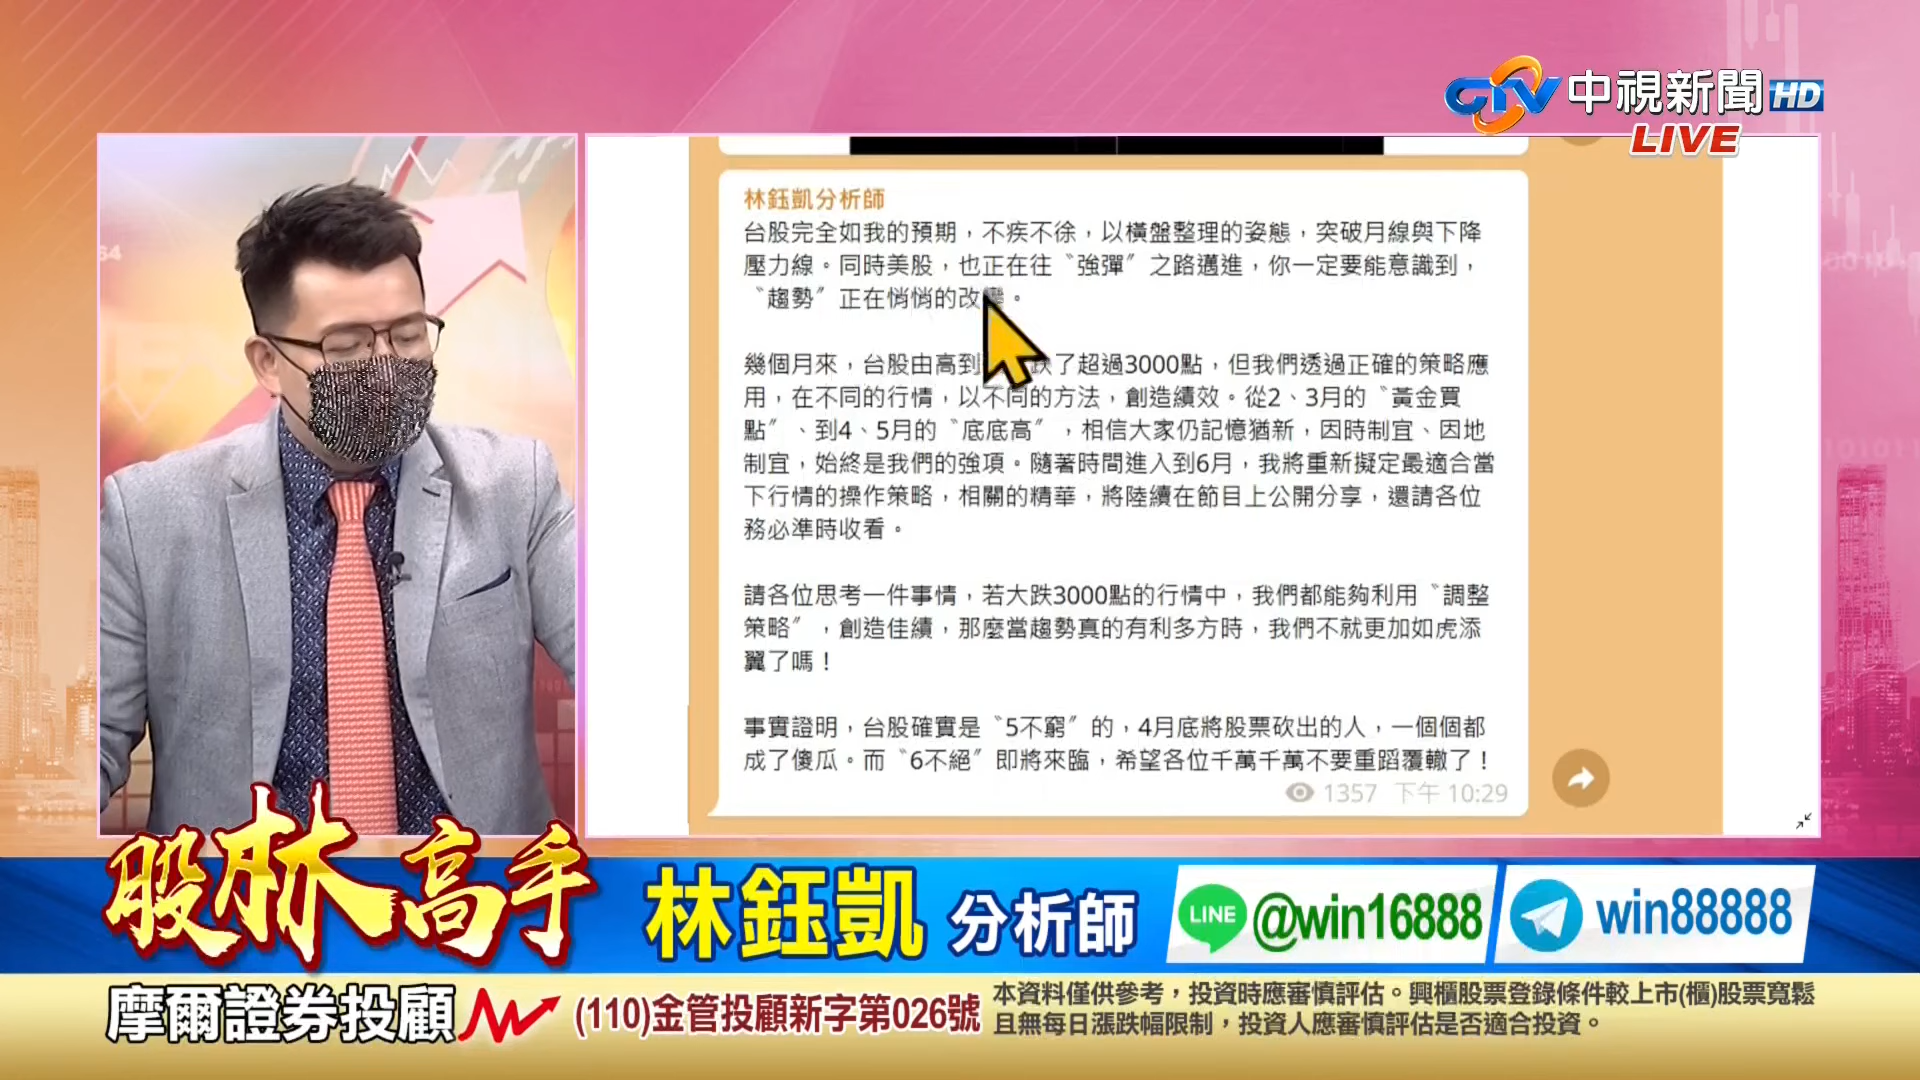 CTV 中視新聞 HD
LIVE
64
林鈺凱分析師
台股完全如我的預期，不疾不徐，以橫盤整理的姿態，突破月線與下降
壓力線。同時美股，也正在往〝強彈〞之路邁進，你一定要能意識到，
〝趨勢〞正在悄悄的改變。
幾個月來，台股由高到 跌了超過3000點，但我們透過正確的策略應
用，在不同的行情，以不同的方法，創造績效。從2、3月的〝黃金買
點〞、到4、5月的〝底底高〞，相信大家仍記憶猶新，因時制宜、因地
制宜，始終是我們的強項。隨著時間進入到6月，我將重新擬定最適合當
下行情的操作策略，相關的精華，將陸續在節目上公開分享，還請各位
務必準時收看。
請各位思考一件事情，若大跌3000點的行情中，我們都能夠利用〝調整
策略〞，創造佳績，那麼當趨勢真的有利多方時，我們不就更加如虎添
翼了嗎！
事實證明，台股確實是〝5不窮〞的，4月底將股票砍出的人，一個個都
成了傻瓜。而〝6不絕〞即將來臨，希望各位千萬千萬不要重蹈覆轍了！
1357 下午 10:29
股林高手
林鈺凱 分析師
LINE @win16888
win88888
摩爾證券投顧
(110)金管投顧新字第026號
本資料僅供參考，投資時應審慎評估。興櫃股票登錄條件較上市(櫃)股票寬鬆
且無每日漲跌幅限制，投資人應審慎評估是否適合投資。